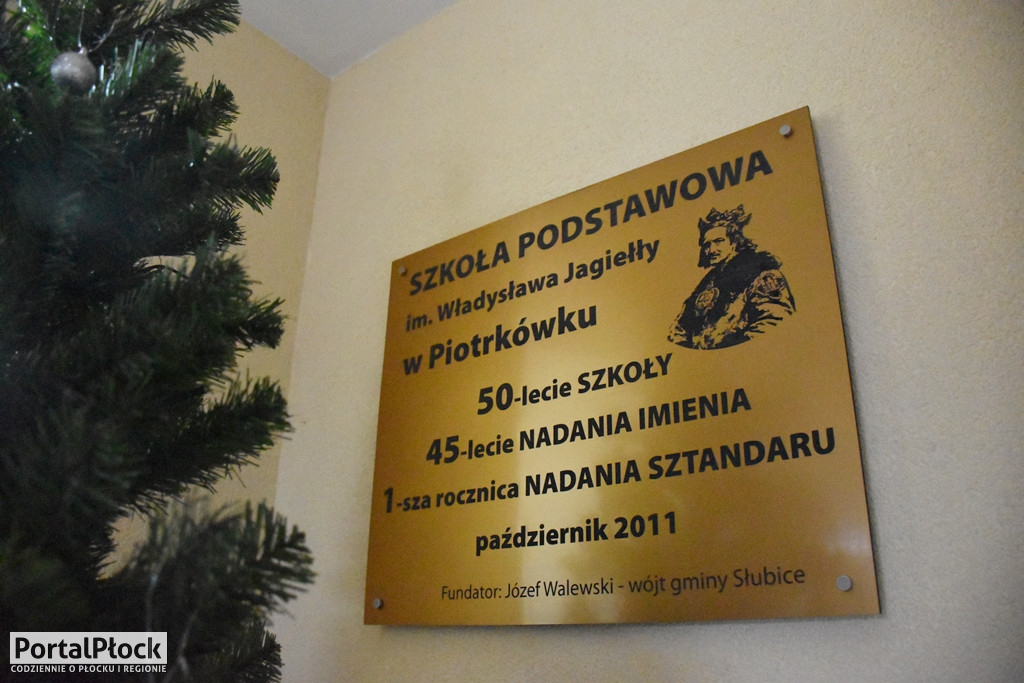 SZKOŁA PODSTAWOWA
im. Władysława Jagiełły
w Piotrkówku
50-lecie SZKOŁY
45-lecie NADANIA IMIENIA
1-sza rocznica NADANIA SZTANDARU
październik 2011
Fundator: Józef Walewski - wójt gminy Słubice
PortalPłock
CODZIENNIE O PŁOCKU I REGIONIE